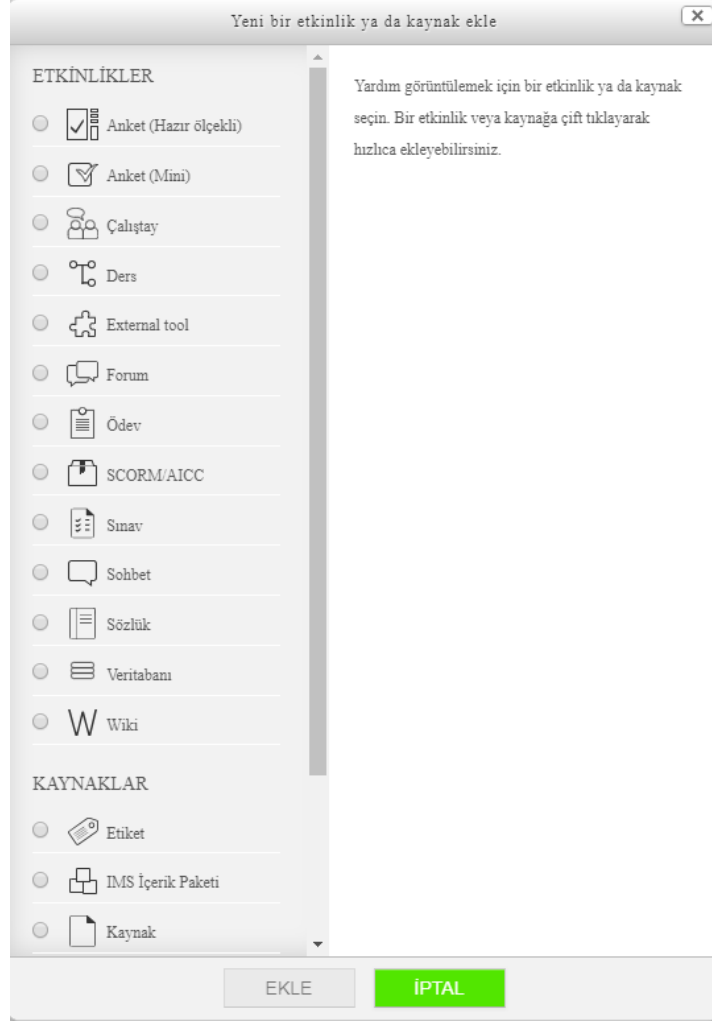 Yeni bir etkinlik ya da kaynak ekle
ETKİNLİKLER
Anket (Hazır ölçekli)
Anket (Mini)
Çalıştay
Ders
External tool
Forum
Ödev
SCORM/AICC
Sınav
Sohbet
Sözlük
Veritabanı
Wiki
KAYNAKLAR
Etiket
IMS İçerik Paketi
Kaynak
Yardım görüntülemek için bir etkinlik ya da kaynak
seçin. Bir etkinlik veya kaynağa çift tıklayarak
hızlıca ekleyebilirsiniz.
EKLE
İPTAL